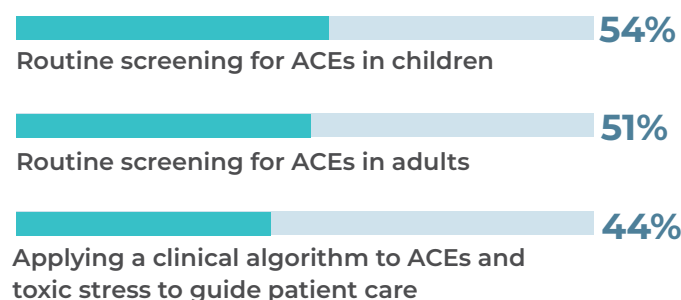 54%
Routine screening for ACEs in children
51%
Routine screening for ACEs in adults
44%
Applying a clinical algorithm to ACEs and
toxic stress to guide patient care